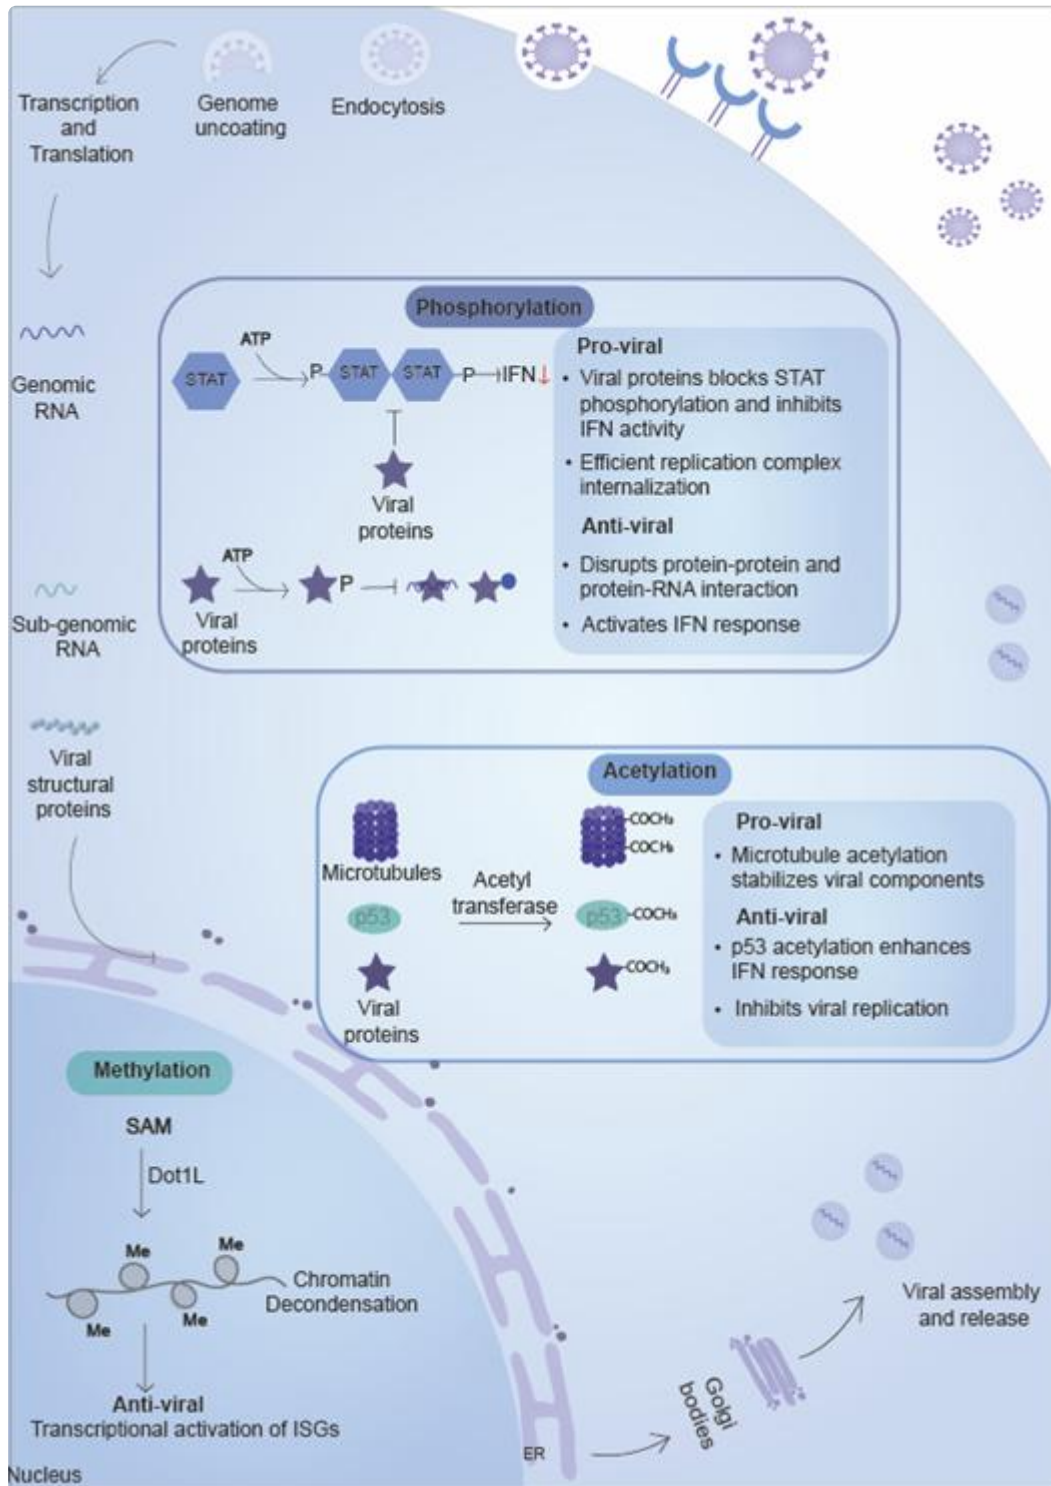 Transcription
and
Translation
Genome
uncoating
Endocytosis
Genomic
RNA
Sub-genomic
RNA
Viral
structural
proteins
Phosphorylation
ATP
STAT
P
STAT
STAT
P
IFN
Viral
proteins
ATP
P
Viral
proteins
Pro-viral
• Viral proteins blocks STAT
phosphorylation and inhibits
IFN activity
• Efficient replication complex
internalization
Anti-viral
• Disrupts protein-protein and
protein-RNA interaction
• Activates IFN response
Acetylation
Microtubules
p53
Viral
proteins
Acetyl
transferase
-COCH₃
-COCH₃
p53
-COCH₃
-COCH₃
Pro-viral
• Microtubule acetylation
stabilizes viral components
Anti-viral
• p53 acetylation enhances
IFN response
• Inhibits viral replication
Methylation
SAM
Dot1L
Me
Me
Me
Me
Chromatin
Decondensation
Anti-viral
Transcriptional activation of ISGs
Nucleus
ER
Golgi
bodies
Viral assembly
and release